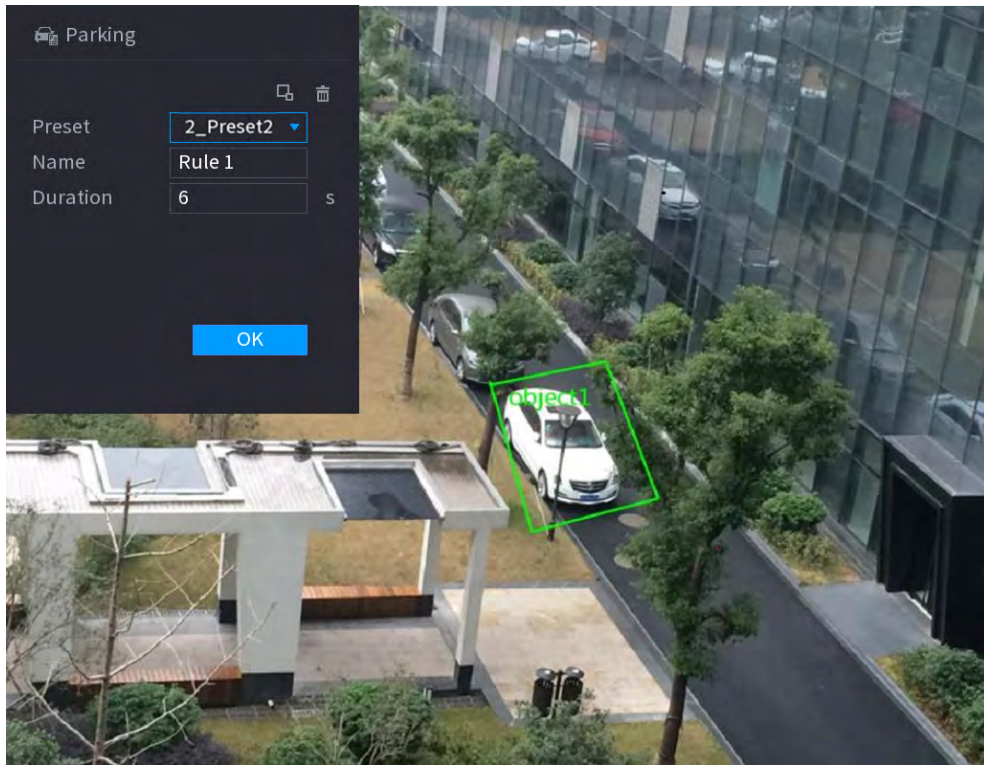 Parking
Preset 2_Preset2
Name Rule 1
Duration 6 s
OK
object1